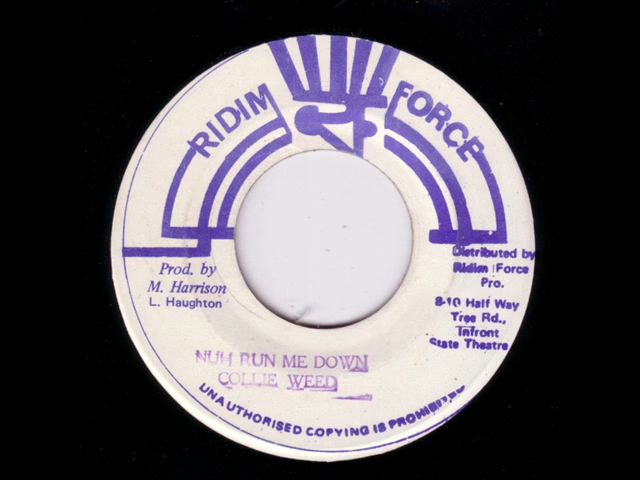 RIDIM FORCE
Prod. by
M. Harrison
L. Haughton
Distributed by
Ridim Force
Pro.
8-10 Half Way
Tree Rd.,
Infront
State Theatre
NUH RUN ME DOWN
COLLIE WEED
UNAUTHORISED COPYING IS PROHIBITED